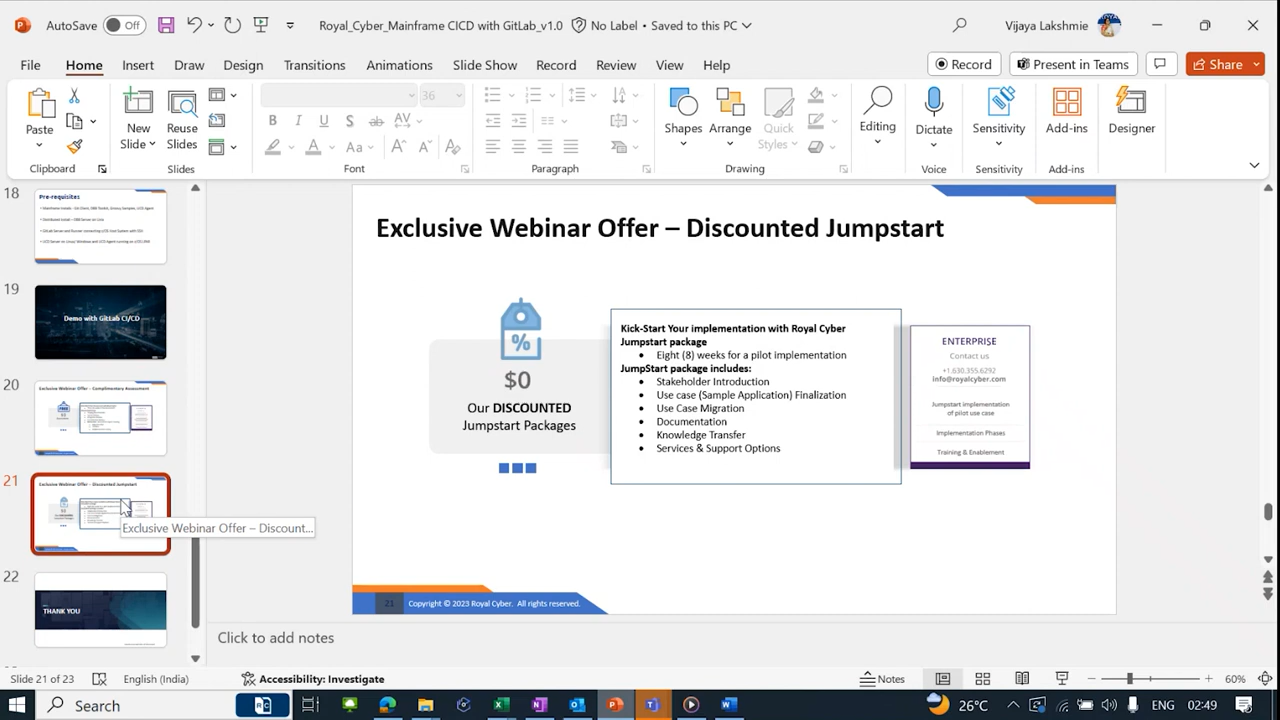 AutoSave Off Royal_Cyber_Mainframe CICD with GitLab_v1.0 No Label • Saved to this PC Vijaya Lakshmie
File Home Insert Draw Design Transitions Animations Slide Show Record Review View Help Record Present in Teams Share
Paste New Slide Reuse Slides 36 Shapes Arrange Quick Styles Editing Dictate Sensitivity Add-ins Designer
Clipboard Slides Font Paragraph Drawing Voice Sensitivity Add-ins
18
Pre-requisites
19
Demo with GitLab CI/CD
20
Exclusive Webinar Offer – Complimentary Assessment
21
Exclusive Webinar Offer – Discounted Jumpstart
Exclusive Webinar Offer – Discount...
22
THANK YOU
Exclusive Webinar Offer – Discounted Jumpstart
%
$0
Our DISCOUNTED
Jumpstart Packages
Kick-Start Your implementation with Royal Cyber
Jumpstart package
• Eight (8) weeks for a pilot implementation
JumpStart package includes:
• Stakeholder Introduction
• Use case (Sample Application) Finalization
• Use Case Migration
• Documentation
• Knowledge Transfer
• Services & Support Options
ENTERPRISE
Contact us
+1.630.355.6292
info@royalcyber.com
Jumpstart implementation
of pilot use case
Implementation Phases
Training & Enablement
21 Copyright © 2023 Royal Cyber. All rights reserved.
Click to add notes
Slide 21 of 23 English (India) Accessibility: Investigate Notes 60%
Search 26°C ENG 02:49